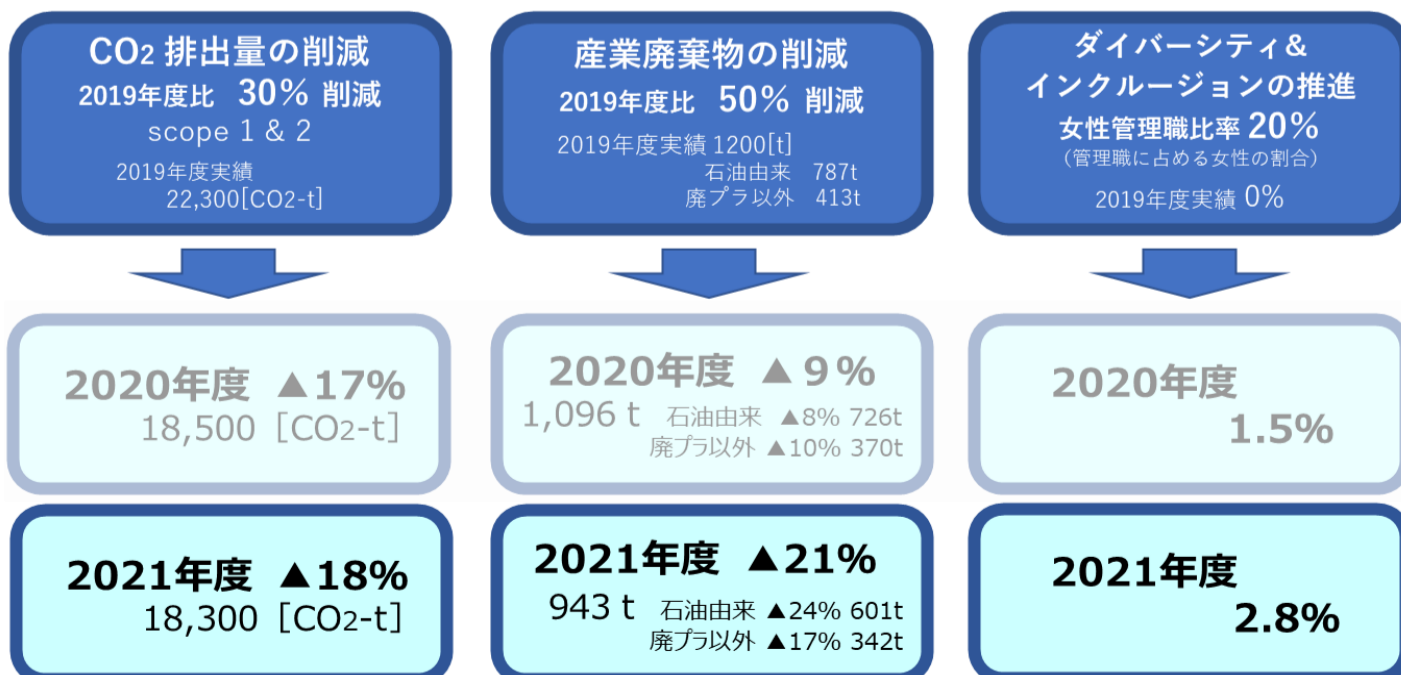 CO2 排出量の削減
2019年度比 30% 削減
scope 1 & 2
2019年度実績
22,300[CO2-t]
産業廃棄物の削減
2019年度比 50% 削減
2019年度実績 1200[t]
石油由来 787t
廃プラ以外 413t
ダイバーシティ&
インクルージョンの推進
女性管理職比率 20%
(管理職に占める女性の割合)
2019年度実績 0%
2020年度 ▲17%
18,500 [CO2-t]
2020年度 ▲ 9%
1,096 t 石油由来 ▲8% 726t
廃プラ以外 ▲10% 370t
2020年度
1.5%
2021年度 ▲18%
18,300 [CO2-t]
2021年度 ▲21%
943 t 石油由来 ▲24% 601t
廃プラ以外 ▲17% 342t
2021年度
2.8%